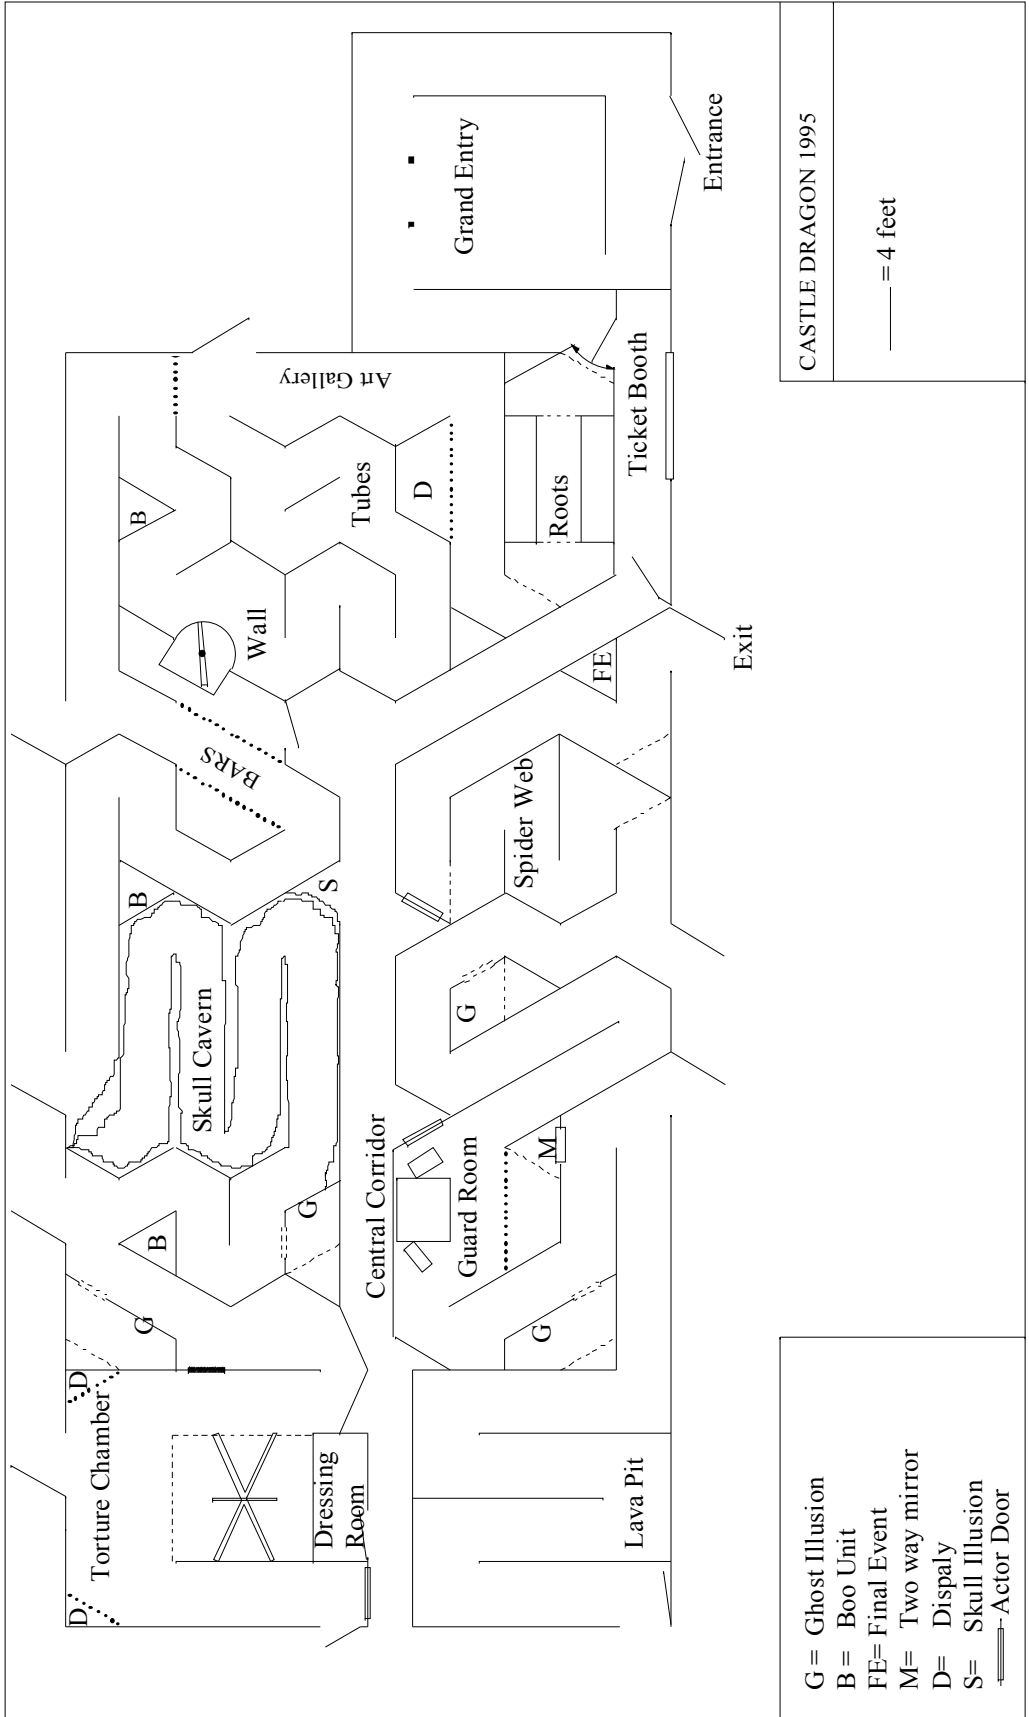 Torture Chamber
D
D
G
B
Skull Cavern
B
S
BARS
Wall
B
Tubes
Art Gallery
D
Grand Entry
Dressing
Room
G
Central Corridor
Guard Room
M
G
G
Spider Web
FE
Roots
Ticket Booth
Lava Pit
Exit
Entrance
G = Ghost Illusion
B = Boo Unit
FE= Final Event
M= Two way mirror
D= Dispaly
S= Skull Illusion
Actor Door
CASTLE DRAGON 1995
= 4 feet